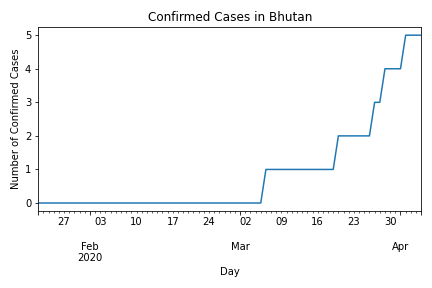 Confirmed Cases in Bhutan
Number of Confirmed Cases
5
4
3
2
1
0
27 03 10 17 24 02 09 16 23 30
Feb Mar Apr
2020
Day